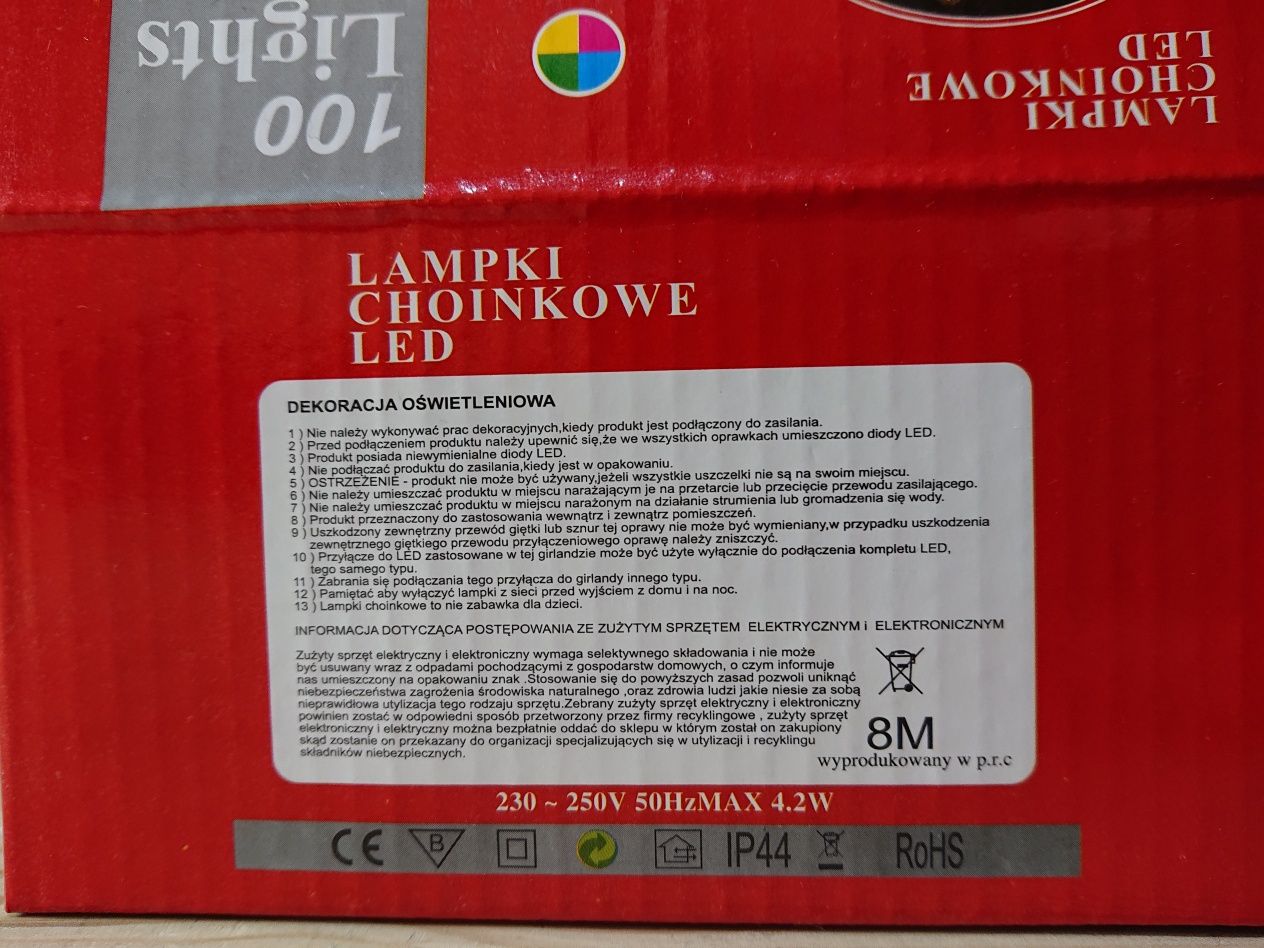 100
Lights
LAMPKI
CHOINKOWE
LED
LAMPKI
CHOINKOWE
LED
DEKORACJA OŚWIETLENIOWA
1 ) Nie należy wykonywać prac dekoracyjnych,kiedy produkt jest podłączony do zasilania.
2 ) Przed podłączeniem produktu należy upewnić się,że we wszystkich oprawkach umieszczono diody LED.
3 ) Produkt posiada niewymienialne diody LED.
4 ) Nie podłączać produktu do zasilania,kiedy jest w opakowaniu.
5 ) OSTRZEŻENIE - produkt nie może być używany,jeżeli wszystkie uszczelki nie są na swoim miejscu.
6 ) Nie należy umieszczać produktu w miejscu narażającym je na przetarcie lub przecięcie przewodu zasilającego.
7 ) Nie należy umieszczać produktu w miejscu narażonym na działanie strumienia lub gromadzenia się wody.
8 ) Produkt przeznaczony do zastosowania wewnątrz i zewnątrz pomieszczeń.
9 ) Uszkodzony zewnętrzny przewód giętki lub sznur tej oprawy nie może być wymieniany,w przypadku uszkodzenia
zewnętrznego giętkiego przewodu przyłączeniowego oprawę należy zniszczyć.
10 ) Przyłącze do LED zastosowane w tej girlandzie może być użyte wyłącznie do podłączenia kompletu LED,
tego samego typu.
11 ) Zabrania się podłączania tego przyłącza do girlandy innego typu.
12 ) Pamiętać aby wyłączyć lampki z sieci przed wyjściem z domu i na noc.
13 ) Lampki choinkowe to nie zabawka dla dzieci.
INFORMACJA DOTYCZĄCA POSTĘPOWANIA ZE ZUŻYTYM SPRZĘTEM ELEKTRYCZNYM i ELEKTRONICZNYM
Zużyty sprzęt elektryczny i elektroniczny wymaga selektywnego składowania i nie może
być usuwany wraz z odpadami pochodzącymi z gospodarstw domowych, o czym informuje
nas umieszczony na opakowaniu znak .Stosowanie się do powyższych zasad pozwoli uniknąć
niebezpieczeństwa zagrożenia środowiska naturalnego ,oraz zdrowia ludzi jakie niesie za sobą
nieprawidłowa utylizacja tego rodzaju sprzętu.Zebrany zużyty sprzęt elektryczny i elektroniczny
powinien zostać w odpowiedni sposób przetworzony przez firmy recyklingowe , zużyty sprzęt
elektroniczny i elektryczny można bezpłatnie oddać do sklepu w którym został on zakupiony
skąd zostanie on przekazany do organizacji specjalizujących się w utylizacji i recyklingu
składników niebezpiecznych.
8M
wyprodukowany w p.r.c
230 ~ 250V 50HzMAX 4.2W
CE B IP44 RoHS